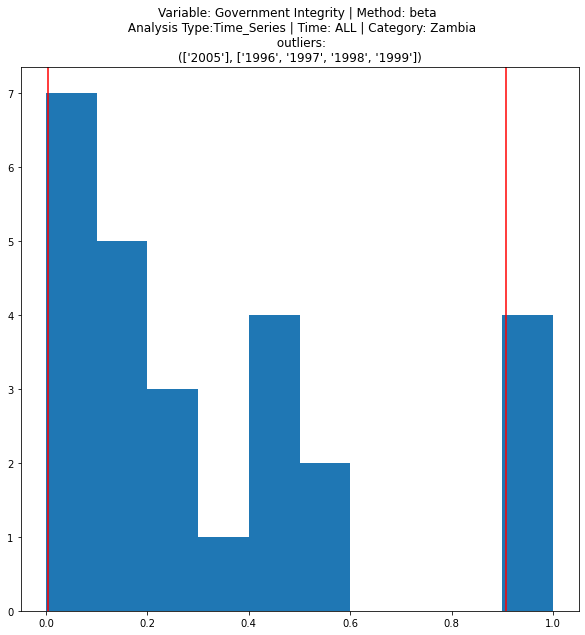 Variable: Government Integrity | Method: beta
Analysis Type:Time_Series | Time: ALL | Category: Zambia
outliers:
(['2005'], ['1996', '1997', '1998', '1999'])
7
6
5
4
3
2
1
0
0.0 0.2 0.4 0.6 0.8 1.0